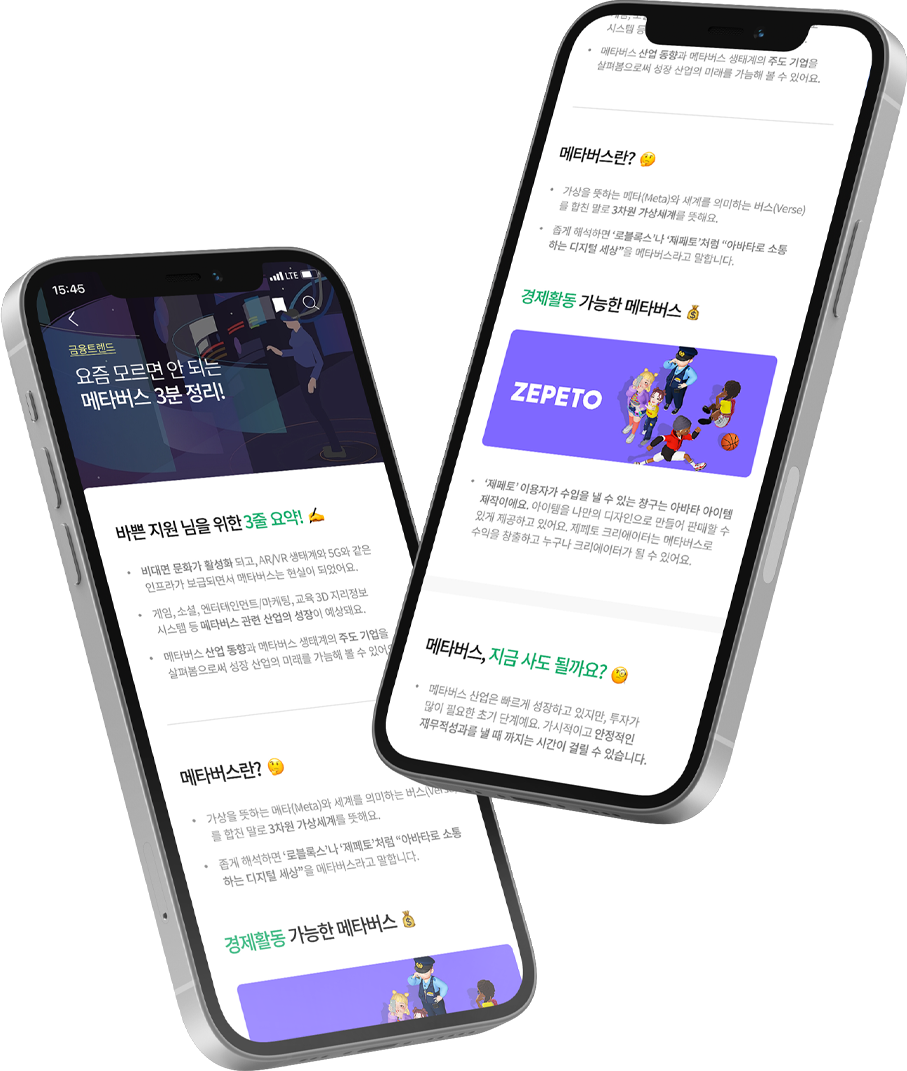 15:45
LTE
금융트렌드
요즘 모르면 안 되는
메타버스 3분 정리!
바쁜 지원 님을 위한 3줄 요약! ✍️
• 비대면 문화가 활성화 되고, AR/VR 생태계와 5G와 같은
인프라가 보급되면서 메타버스는 현실이 되었어요.
• 게임, 소셜, 엔터테인먼트/마케팅, 교육 3D 지리정보
시스템 등 메타버스 관련 산업의 성장이 예상돼요.
• 메타버스 산업 동향과 메타버스 생태계의 주도 기업을
살펴봄으로써 성장 산업의 미래를 가늠해 볼 수 있어요
메타버스란? 🤔
• 가상을 뜻하는 메타(Meta)와 세계를 의미하는
를 합친 말로 3차원 가상세계를 뜻해요.
• 좁게 해석하면 ‘로블록스’나 ‘제페토’처럼 “아바타로 소통
하는 디지털 세상”을 메타버스라고 말합니다.
경제활동 가능한 메타버스 💰
시스템 등
• 메타버스 산업 동향과 메타버스 생태계의 주도 기업을
살펴봄으로써 성장 산업의 미래를 가늠해 볼 수 있어요.
메타버스란? 🤔
• 가상을 뜻하는 메타(Meta)와 세계를 의미하는 버스(Verse)
를 합친 말로 3차원 가상세계를 뜻해요.
• 좁게 해석하면 ‘로블록스’나 ‘제페토’처럼 “아바타로 소통
하는 디지털 세상”을 메타버스라고 말합니다.
경제활동 가능한 메타버스 💰
ZEPETO
• ‘제페토’ 이용자가 수입을 낼 수 있는 창구는 아바타 아이템
제작이에요. 아이템을 나만의 디자인으로 만들어 판매할 수
있게 제공하고 있어요. 제페토 크리에이터는 메타버스로
수익을 창출하고 누구나 크리에이터가 될 수 있어요.
메타버스, 지금 사도 될까요? 🧐
• 메타버스 산업은 빠르게 성장하고 있지만, 투자가
많이 필요한 초기 단계예요. 가시적이고 안정적인
재무적성과를 낼 때 까지는 시간이 걸릴 수 있습니다.